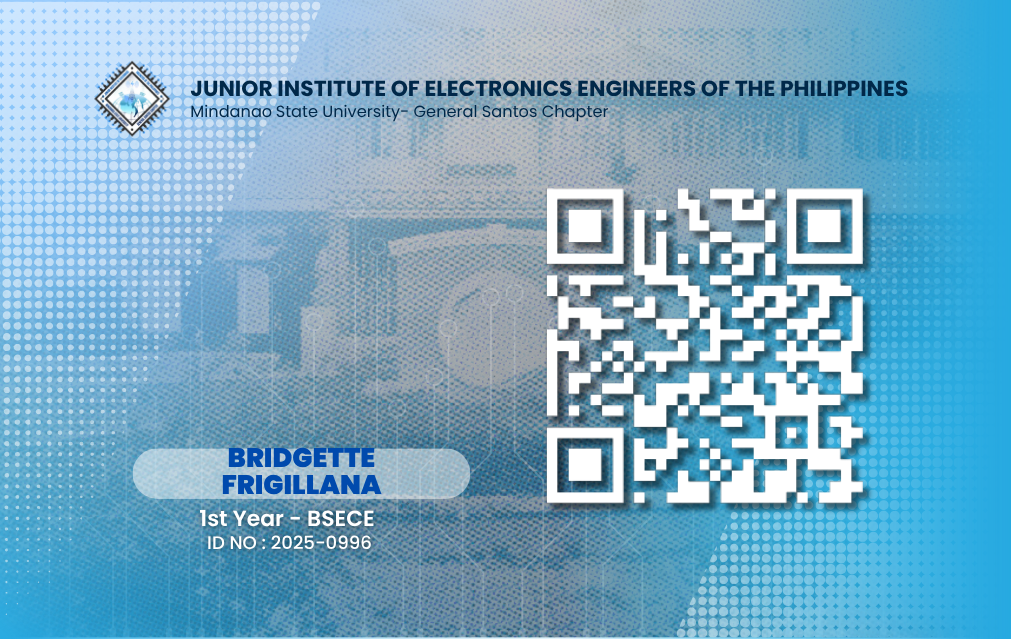 JUNIOR INSTITUTE OF ELECTRONICS ENGINEERS OF THE PHILIPPINES
Mindanao State University- General Santos Chapter
BRIDGETTE
FRIGILLANA
1st Year - BSECE
ID NO : 2025-0996